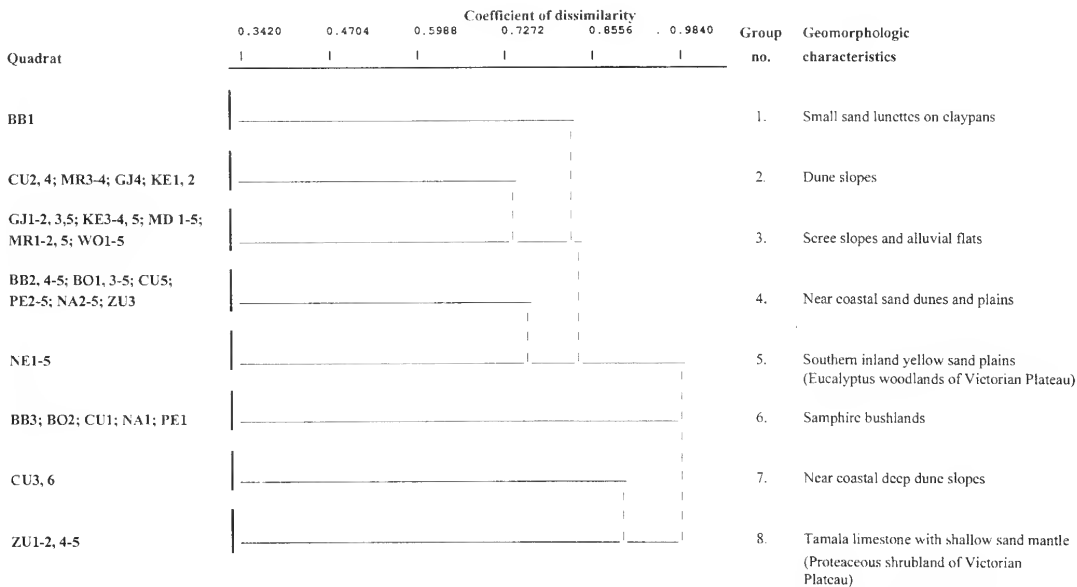 Coefficient of dissimilarity
0.3420 0.4704 0.5988 0.7272 0.8556 . 0.9840 Group Geomorphologic
Quadrat no. characteristics
BB1 1. Small sand lunettes on claypans
CU2, 4; MR3-4; GJ4; KE1, 2 2. Dune slopes
GJ1-2, 3,5; KE3-4, 5; MD 1-5;
MR1-2, 5; WO1-5 3. Scree slopes and alluvial flats
BB2, 4-5; BO1, 3-5; CU5;
PE2-5; NA2-5; ZU3 4. Near coastal sand dunes and plains
NE1-5 5. Southern inland yellow sand plains
(Eucalyptus woodlands of Victorian Plateau)
BB3; BO2; CU1; NA1; PE1 6. Samphire bushlands
CU3, 6 7. Near coastal deep dune slopes
ZU1-2, 4-5 8. Tamala limestone with shallow sand mantle
(Proteaceous shrubland of Victorian
Plateau)